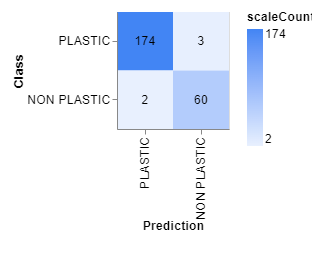 scaleCount
174
2
Class
PLASTIC
174
3
NON PLASTIC
2
60
PLASTIC
NON PLASTIC
Prediction